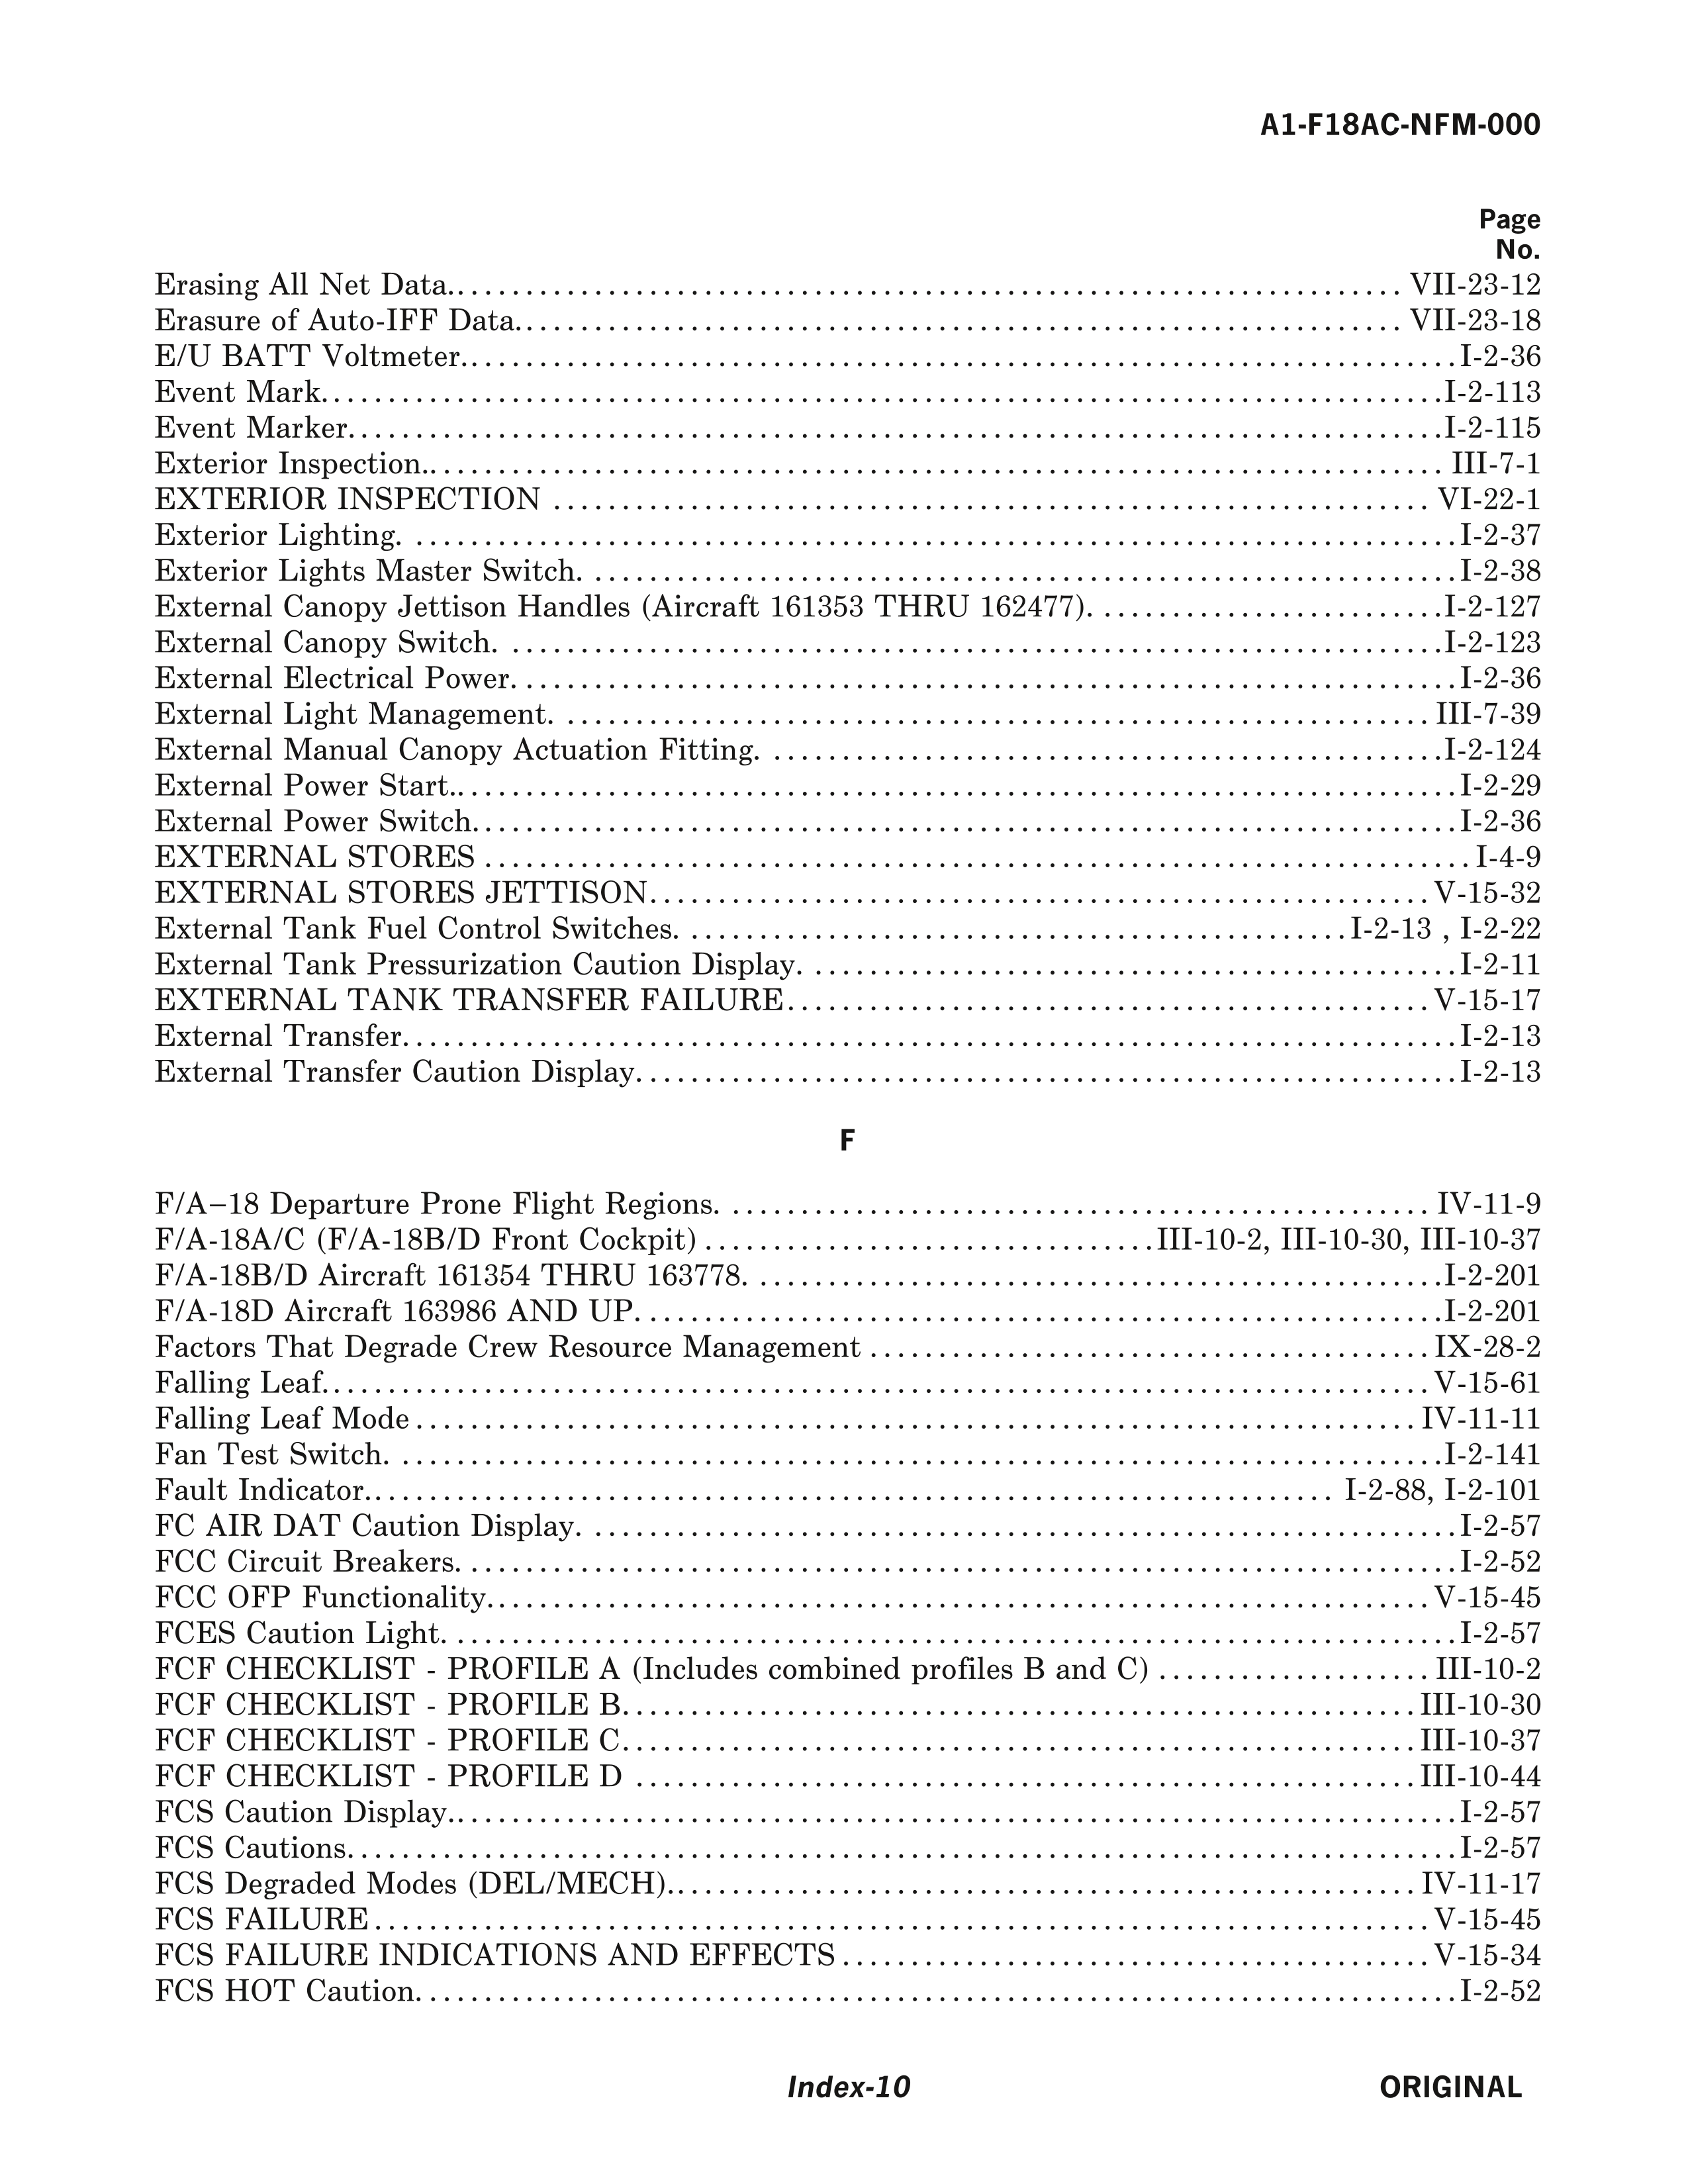 A1-F18AC-NFM-000
Page
No.
Erasing All Net Data. . . . . . . . . . . . . . . . . . . . VII-23-12
Erasure of Auto-IFF Data. . . . . . . . . . . . . . . . . . . . VII-23-18
E/U BATT Voltmeter. . . . . . . . . . . . . . . . . . . . I-2-36
Event Mark. . . . . . . . . . . . . . . . . . . . I-2-113
Event Marker. . . . . . . . . . . . . . . . . . . . I-2-115
Exterior Inspection. . . . . . . . . . . . . . . . . . . . III-7-1
EXTERIOR INSPECTION . . . . . . . . . . . . . . . . . . . . VI-22-1
Exterior Lighting. . . . . . . . . . . . . . . . . . . . I-2-37
Exterior Lights Master Switch. . . . . . . . . . . . . . . . . . . . I-2-38
External Canopy Jettison Handles (Aircraft 161353 THRU 162477). . . . . . . . . . . . . . . . . . . . I-2-127
External Canopy Switch. . . . . . . . . . . . . . . . . . . . I-2-123
External Electrical Power. . . . . . . . . . . . . . . . . . . . I-2-36
External Light Management. . . . . . . . . . . . . . . . . . . . III-7-39
External Manual Canopy Actuation Fitting. . . . . . . . . . . . . . . . . . . . I-2-124
External Power Start. . . . . . . . . . . . . . . . . . . . I-2-29
External Power Switch. . . . . . . . . . . . . . . . . . . . I-2-36
EXTERNAL STORES . . . . . . . . . . . . . . . . . . . . I-4-9
EXTERNAL STORES JETTISON. . . . . . . . . . . . . . . . . . . . V-15-32
External Tank Fuel Control Switches. . . . . . . . . . . . . . . . . . . . I-2-13 , I-2-22
External Tank Pressurization Caution Display. . . . . . . . . . . . . . . . . . . . I-2-11
EXTERNAL TANK TRANSFER FAILURE. . . . . . . . . . . . . . . . . . . . V-15-17
External Transfer. . . . . . . . . . . . . . . . . . . . I-2-13
External Transfer Caution Display. . . . . . . . . . . . . . . . . . . . I-2-13
F
F/A–18 Departure Prone Flight Regions. . . . . . . . . . . . . . . . . . . . IV-11-9
F/A-18A/C (F/A-18B/D Front Cockpit) . . . . . . . . . . . . . . . . . . . . III-10-2, III-10-30, III-10-37
F/A-18B/D Aircraft 161354 THRU 163778. . . . . . . . . . . . . . . . . . . . I-2-201
F/A-18D Aircraft 163986 AND UP. . . . . . . . . . . . . . . . . . . . I-2-201
Factors That Degrade Crew Resource Management . . . . . . . . . . . . . . . . . . . . IX-28-2
Falling Leaf. . . . . . . . . . . . . . . . . . . . V-15-61
Falling Leaf Mode . . . . . . . . . . . . . . . . . . . . IV-11-11
Fan Test Switch. . . . . . . . . . . . . . . . . . . . I-2-141
Fault Indicator. . . . . . . . . . . . . . . . . . . . I-2-88, I-2-101
FC AIR DAT Caution Display. . . . . . . . . . . . . . . . . . . . I-2-57
FCC Circuit Breakers. . . . . . . . . . . . . . . . . . . . I-2-52
FCC OFP Functionality. . . . . . . . . . . . . . . . . . . . V-15-45
FCES Caution Light. . . . . . . . . . . . . . . . . . . . I-2-57
FCF CHECKLIST - PROFILE A (Includes combined profiles B and C) . . . . . . . . . . . . . . . . . . . . III-10-2
FCF CHECKLIST - PROFILE B. . . . . . . . . . . . . . . . . . . . III-10-30
FCF CHECKLIST - PROFILE C. . . . . . . . . . . . . . . . . . . . III-10-37
FCF CHECKLIST - PROFILE D . . . . . . . . . . . . . . . . . . . . III-10-44
FCS Caution Display. . . . . . . . . . . . . . . . . . . . I-2-57
FCS Cautions. . . . . . . . . . . . . . . . . . . . I-2-57
FCS Degraded Modes (DEL/MECH). . . . . . . . . . . . . . . . . . . . IV-11-17
FCS FAILURE . . . . . . . . . . . . . . . . . . . . V-15-45
FCS FAILURE INDICATIONS AND EFFECTS . . . . . . . . . . . . . . . . . . . . V-15-34
FCS HOT Caution. . . . . . . . . . . . . . . . . . . . I-2-52
Index-10
ORIGINAL